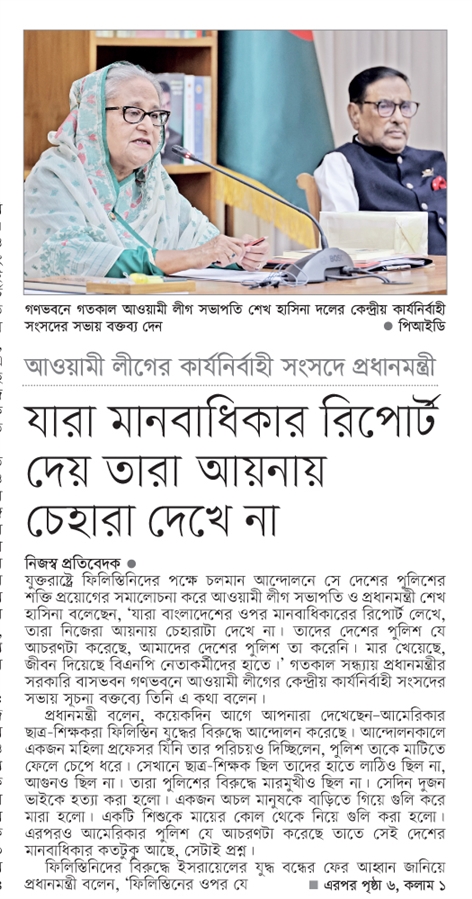 গণভবনে গতকাল আওয়ামী লীগ সভাপতি শেখ হাসিনা দলের কেন্দ্রীয় কার্যনির্বাহী
সংসদের সভায় বক্তব্য দেন ● পিআইডি
আওয়ামী লীগের কার্যনির্বাহী সংসদে প্রধানমন্ত্রী
যারা মানবাধিকার রিপোর্ট
দেয় তারা আয়নায়
চেহারা দেখে না
নিজস্ব প্রতিবেদক ●
যুক্তরাষ্ট্রে ফিলিস্তিনিদের পক্ষে চলমান আন্দোলনে সে দেশের পুলিশের
শক্তি প্রয়োগের সমালোচনা করে আওয়ামী লীগ সভাপতি ও প্রধানমন্ত্রী শেখ
হাসিনা বলেছেন, ‘যারা বাংলাদেশের ওপর মানবাধিকারের রিপোর্ট লেখে,
তারা নিজেরা আয়নায় চেহারাটা দেখে না। তাদের দেশের পুলিশ যে
আচরণটা করেছে, আমাদের দেশের পুলিশ তা করেনি। মার খেয়েছে,
জীবন দিয়েছে বিএনপি নেতাকর্মীদের হাতে।’ গতকাল সন্ধ্যায় প্রধানমন্ত্রীর
সরকারি বাসভবন গণভবনে আওয়ামী লীগের কেন্দ্রীয় কার্যনির্বাহী সংসদের
সভায় সূচনা বক্তব্যে তিনি এ কথা বলেন।
প্রধানমন্ত্রী বলেন, কয়েকদিন আগে আপনারা দেখেছেন–আমেরিকার
ছাত্র-শিক্ষকরা ফিলিস্তিন যুদ্ধের বিরুদ্ধে আন্দোলন করেছে। আন্দোলনকালে
একজন মহিলা প্রফেসর যিনি তার পরিচয়ও দিচ্ছিলেন, পুলিশ তাকে মাটিতে
ফেলে চেপে ধরে। সেখানে ছাত্র-শিক্ষক ছিল তাদের হাতে লাঠিও ছিল না,
আগুনও ছিল না। তারা পুলিশের বিরুদ্ধে মারমুখীও ছিল না। সেদিন দুজন
ভাইকে হত্যা করা হলো। একজন অচল মানুষকে বাড়িতে গিয়ে গুলি করে
মারা হলো। একটি শিশুকে মায়ের কোল থেকে নিয়ে গুলি করা হলো।
এরপরও আমেরিকার পুলিশ যে আচরণটা করেছে তাতে সেই দেশের
মানবাধিকার কতটুকু আছে, সেটাই প্রশ্ন।
ফিলিস্তিনিদের বিরুদ্ধে ইসরায়েলের যুদ্ধ বন্ধের ফের আহ্বান জানিয়ে
প্রধানমন্ত্রী বলেন, ‘ফিলিস্তিনের ওপর যে ■ এরপর পৃষ্ঠা ৬, কলাম ১